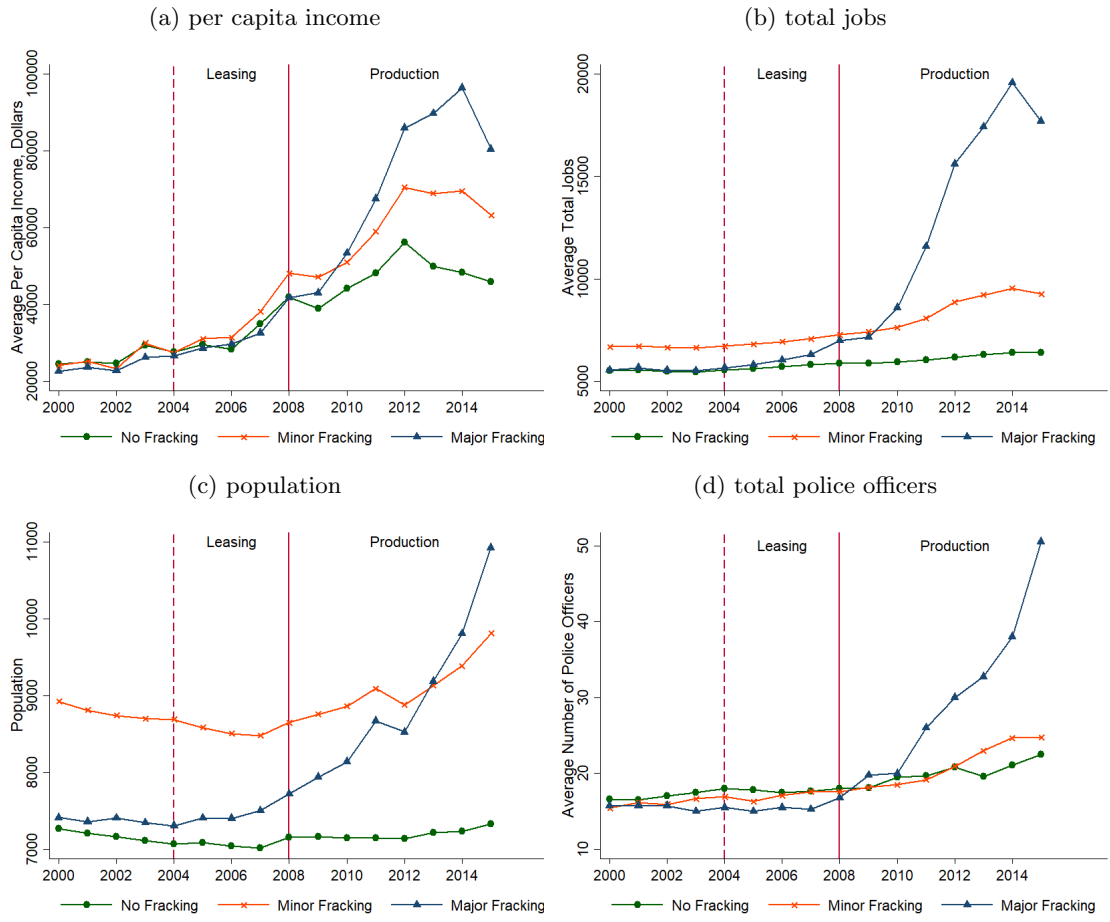 (a) per capita income
Average Per Capita Income, Dollars
20000 40000 60000 80000 100000
Leasing Production
2000 2002 2004 2006 2008 2010 2012 2014
No Fracking Minor Fracking Major Fracking
(b) total jobs
Average Total Jobs
5000 10000 15000 20000
Leasing Production
2000 2002 2004 2006 2008 2010 2012 2014
No Fracking Minor Fracking Major Fracking
(c) population
Population
7000 8000 9000 10000 11000
Leasing Production
2000 2002 2004 2006 2008 2010 2012 2014
No Fracking Minor Fracking Major Fracking
(d) total police officers
Average Number of Police Officers
10 20 30 40 50
Leasing Production
2000 2002 2004 2006 2008 2010 2012 2014
No Fracking Minor Fracking Major Fracking